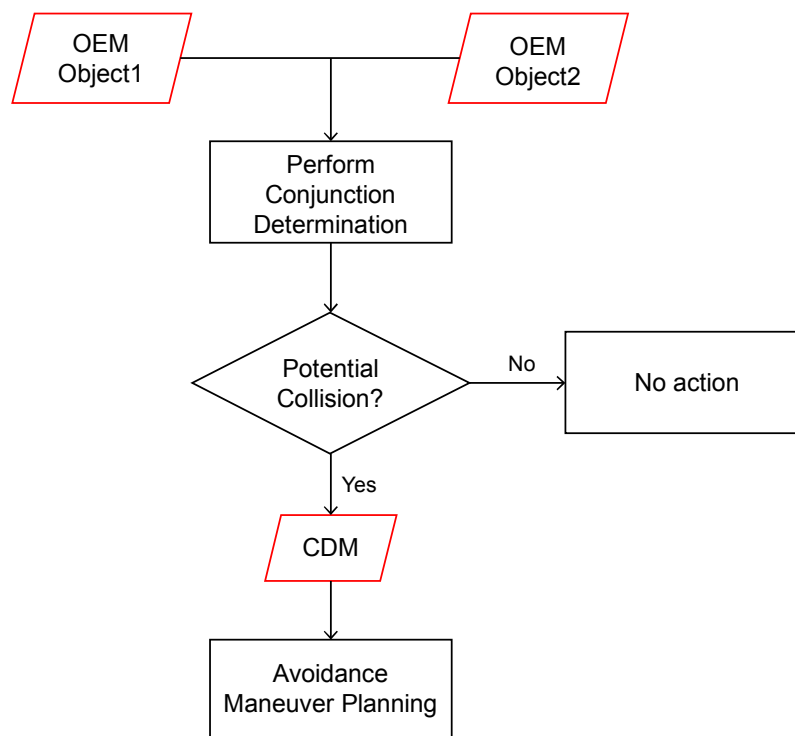 OEM
Object1
OEM
Object2
Perform
Conjunction
Determination
Potential
Collision?
No
No action
Yes
CDM
Avoidance
Maneuver Planning